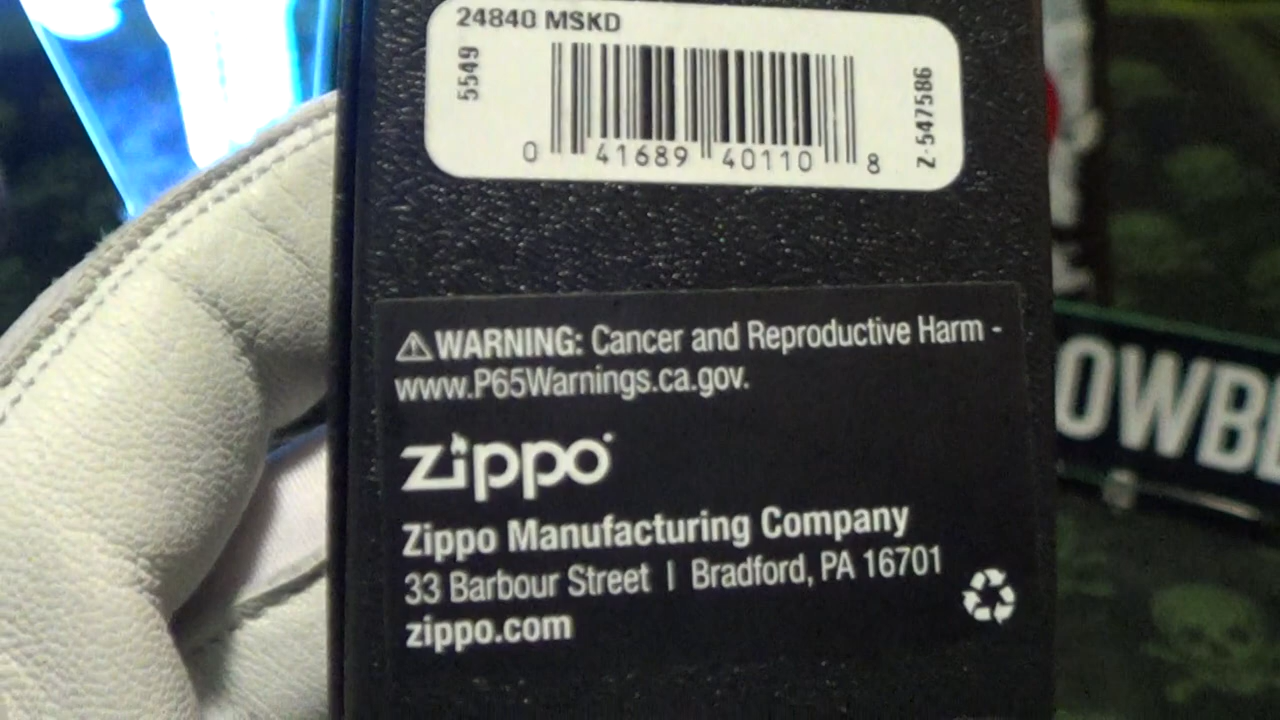 24840 MSKD
5549
0 41689 40110 8
Z-547586
⚠WARNING: Cancer and Reproductive Harm -
www.P65Warnings.ca.gov.
zippo
Zippo Manufacturing Company
33 Barbour Street | Bradford, PA 16701
zippo.com
OWB